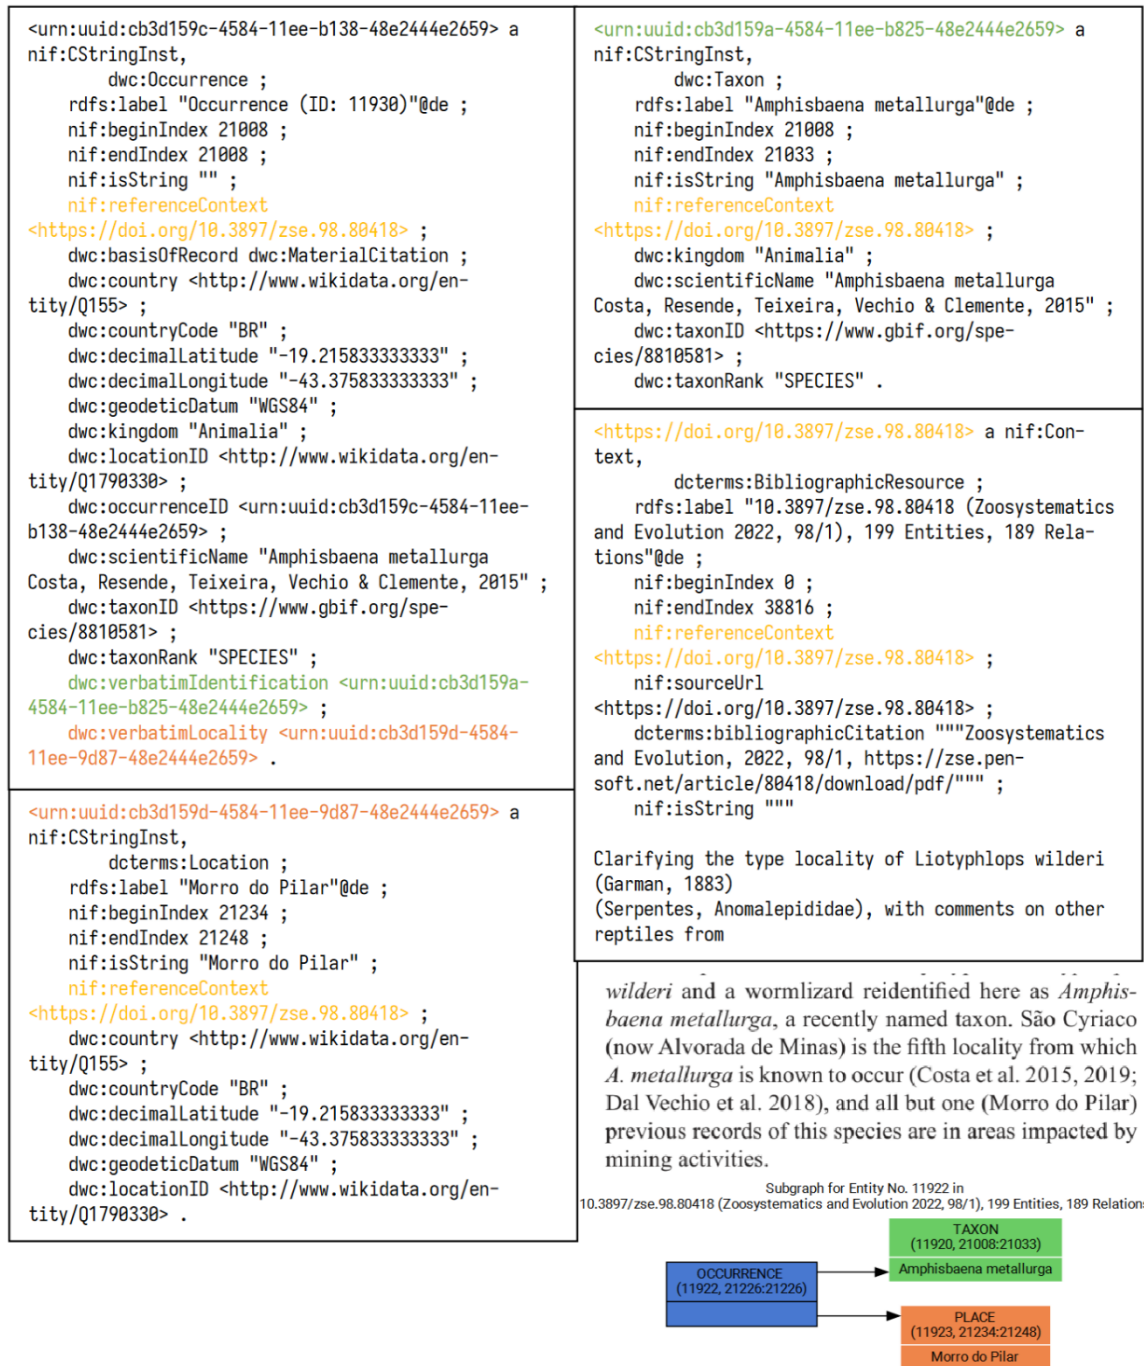 <urn:uuid:cb3d159c-4584-11ee-b138-48e2444e2659> a
nif:CStringInst,
dwc:Occurrence ;
rdfs:label "Occurrence (ID: 11930)"@de ;
nif:beginIndex 21008 ;
nif:endIndex 21008 ;
nif:isString "" ;
nif:referenceContext
<https://doi.org/10.3897/zse.98.80418> ;
dwc:basisOfRecord dwc:MaterialCitation ;
dwc:country <http://www.wikidata.org/en-
tity/Q155> ;
dwc:countryCode "BR" ;
dwc:decimalLatitude "-19.215833333333" ;
dwc:decimalLongitude "-43.375833333333" ;
dwc:geodeticDatum "WGS84" ;
dwc:kingdom "Animalia" ;
dwc:locationID <http://www.wikidata.org/en-
tity/Q1790330> ;
dwc:occurrenceID <urn:uuid:cb3d159c-4584-11ee-
b138-48e2444e2659> ;
dwc:scientificName "Amphisbaena metallurga
Costa, Resende, Teixeira, Vechio & Clemente, 2015" ;
dwc:taxonID <https://www.gbif.org/spe-
cies/8810581> ;
dwc:taxonRank "SPECIES" ;
dwc:verbatimIdentification <urn:uuid:cb3d159a-
4584-11ee-b825-48e2444e2659> ;
dwc:verbatimLocality <urn:uuid:cb3d159d-4584-
11ee-9d87-48e2444e2659> .
<urn:uuid:cb3d159d-4584-11ee-9d87-48e2444e2659> a
nif:CStringInst,
dcterms:Location ;
rdfs:label "Morro do Pilar"@de ;
nif:beginIndex 21234 ;
nif:endIndex 21248 ;
nif:isString "Morro do Pilar" ;
nif:referenceContext
<https://doi.org/10.3897/zse.98.80418> ;
dwc:country <http://www.wikidata.org/en-
tity/Q155> ;
dwc:countryCode "BR" ;
dwc:decimalLatitude "-19.215833333333" ;
dwc:decimalLongitude "-43.375833333333" ;
dwc:geodeticDatum "WGS84" ;
dwc:locationID <http://www.wikidata.org/en-
tity/Q1790330> .
<urn:uuid:cb3d159a-4584-11ee-b825-48e2444e2659> a
nif:CStringInst,
dwc:Taxon ;
rdfs:label "Amphisbaena metallurga"@de ;
nif:beginIndex 21008 ;
nif:endIndex 21033 ;
nif:isString "Amphisbaena metallurga" ;
nif:referenceContext
<https://doi.org/10.3897/zse.98.80418> ;
dwc:kingdom "Animalia" ;
dwc:scientificName "Amphisbaena metallurga
Costa, Resende, Teixeira, Vechio & Clemente, 2015" ;
dwc:taxonID <https://www.gbif.org/spe-
cies/8810581> ;
dwc:taxonRank "SPECIES" .
<https://doi.org/10.3897/zse.98.80418> a nif:Con-
text,
dcterms:BibliographicResource ;
rdfs:label "10.3897/zse.98.80418 (Zoosystematics
and Evolution 2022, 98/1), 199 Entities, 189 Rela-
tions"@de ;
nif:beginIndex 0 ;
nif:endIndex 38816 ;
nif:referenceContext
<https://doi.org/10.3897/zse.98.80418> ;
nif:sourceUrl
<https://doi.org/10.3897/zse.98.80418> ;
dcterms:bibliographicCitation """Zoosystematics
and Evolution, 2022, 98/1, https://zse.pen-
soft.net/article/80418/download/pdf/""" ;
nif:isString """
Clarifying the type locality of Liotyphlops wilderi
(Garman, 1883)
(Serpentes, Anomalepididae), with comments on other
reptiles from
wilderi and a wormlizard reidentified here as Amphis-
baena metallurga, a recently named taxon. São Cyriaco
(now Alvorada de Minas) is the fifth locality from which
A. metallurga is known to occur (Costa et al. 2015, 2019;
Dal Vechio et al. 2018), and all but one (Morro do Pilar)
previous records of this species are in areas impacted by
mining activities.
Subgraph for Entity No. 11922 in
10.3897/zse.98.80418 (Zoosystematics and Evolution 2022, 98/1), 199 Entities, 189 Relation
TAXON
(11920, 21008:21033)
Amphisbaena metallurga
OCCURRENCE
(11922, 21226:21226)
PLACE
(11923, 21234:21248)
Morro do Pilar